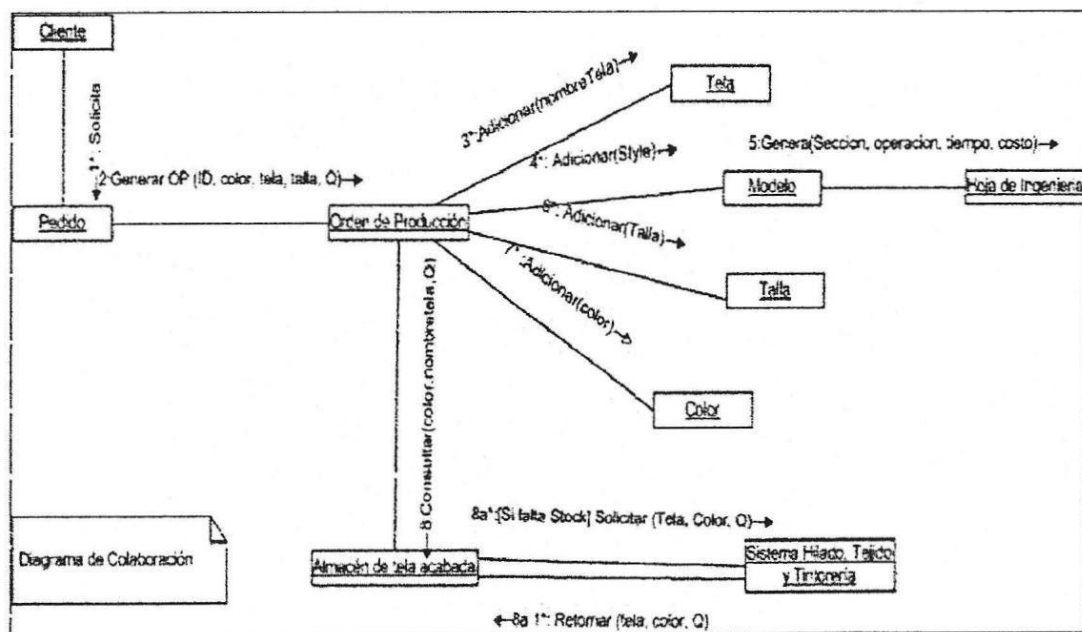 Cliente
1*: Solicita
2:Generar OP (ID, color, tela, talla, Q)→
Pedido
Orden de Producción
3*:Adicionar(nombreTela)→
Tela
4*: Adicionar(Style)→
Modelo
5:Genera(Seccion, operacion, tiempo, costo)→
Hoja de Ingenieria
6*: Adicionar(Talla)→
Talla
7*:Adicionar(color)→
Color
8:Consultar(color,nombretela,Q)
Almacén de tela acabada
8a*:[Si falta Stock] Solicitar (Tela, Color, Q)→
Sistema Hilado, Tejido
y Tintoreria
←8a 1*: Retornar (tela, color, Q)
Diagrama de Colaboración